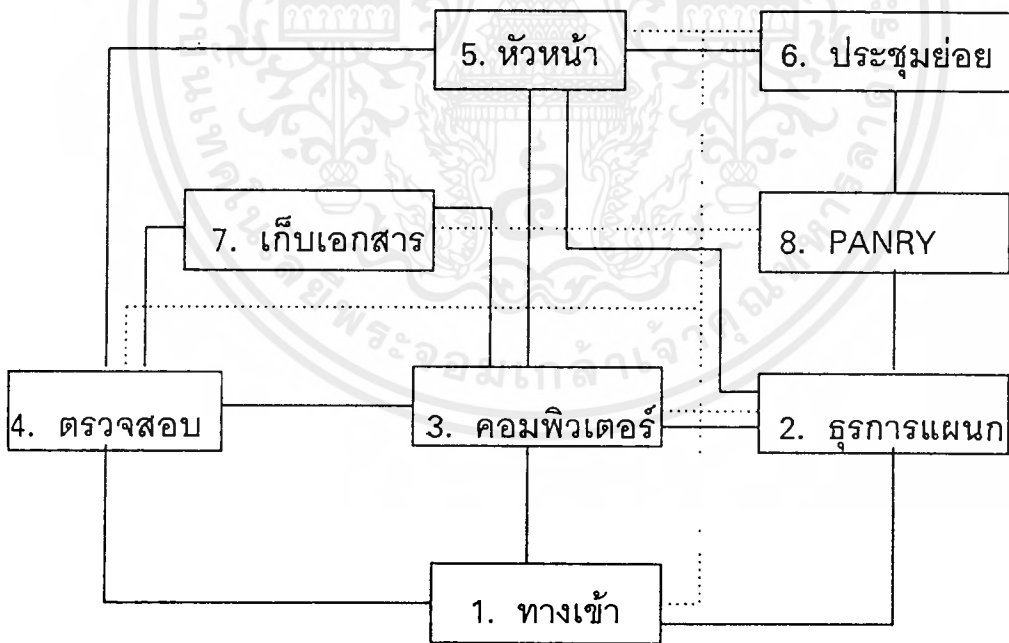 5. หัวหน้า
6. ประชุมย่อย
7. เก็บเอกสาร
8. PANRY
4. ตรวจสอบ
3. คอมพิวเตอร์
2. ธุรการแผนก
1. ทางเข้า